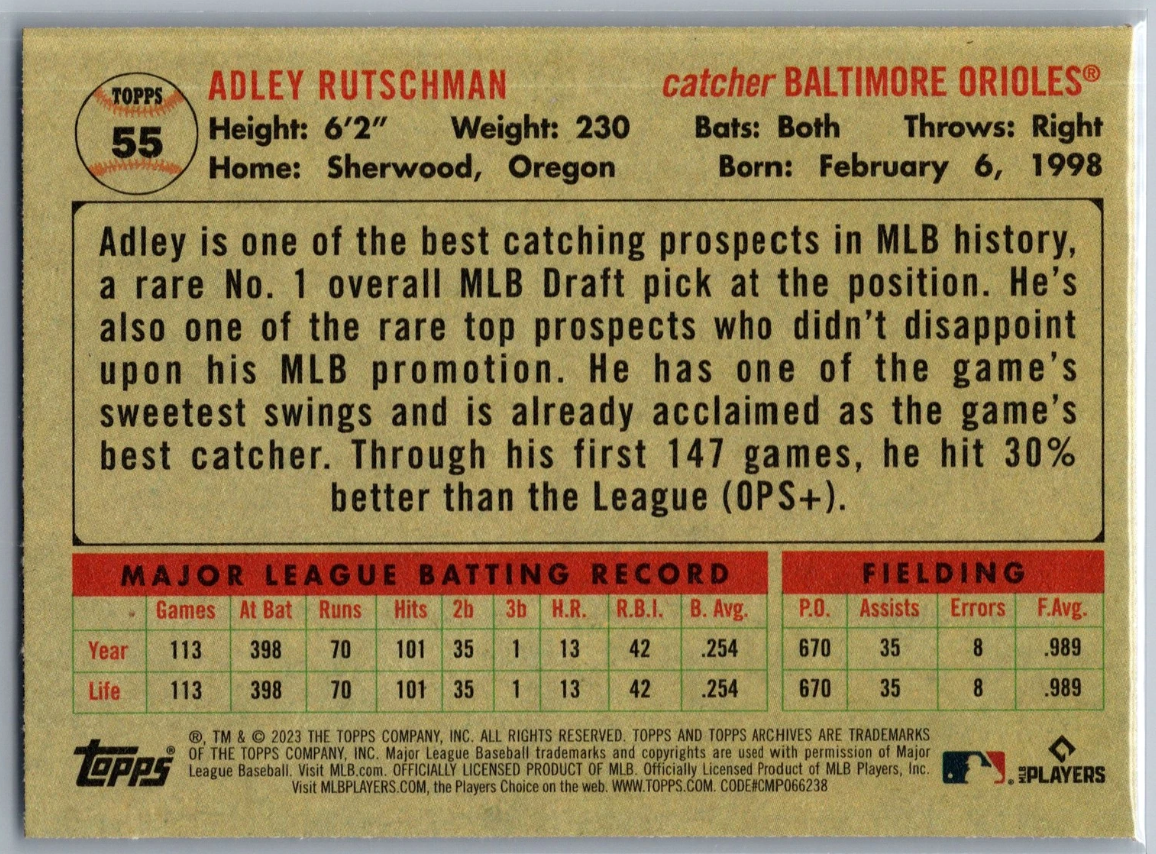 TOPPS
55
ADLEY RUTSCHMAN catcher BALTIMORE ORIOLES®
Height: 6'2" Weight: 230 Bats: Both Throws: Right
Home: Sherwood, Oregon Born: February 6, 1998
Adley is one of the best catching prospects in MLB history,
a rare No. 1 overall MLB Draft pick at the position. He's
also one of the rare top prospects who didn't disappoint
upon his MLB promotion. He has one of the game's
sweetest swings and is already acclaimed as the game's
best catcher. Through his first 147 games, he hit 30%
better than the League (OPS+).
MAJOR LEAGUE BATTING RECORD FIELDING
Games At Bat Runs Hits 2b 3b H.R. R.B.I. B. Avg. P.O. Assists Errors F.Avg.
Year 113 398 70 101 35 1 13 42 .254 670 35 8 .989
Life 113 398 70 101 35 1 13 42 .254 670 35 8 .989
®, TM & © 2023 THE TOPPS COMPANY, INC. ALL RIGHTS RESERVED. TOPPS AND TOPPS ARCHIVES ARE TRADEMARKS
OF THE TOPPS COMPANY, INC. Major League Baseball trademarks and copyrights are used with permission of Major
League Baseball. Visit MLB.com. OFFICIALLY LICENSED PRODUCT OF MLB. Officially Licensed Product of MLB Players, Inc.
Visit MLBPLAYERS.COM, the Players Choice on the web. WWW.TOPPS.COM. CODE#CMP066238
topps®
MLB PLAYERS